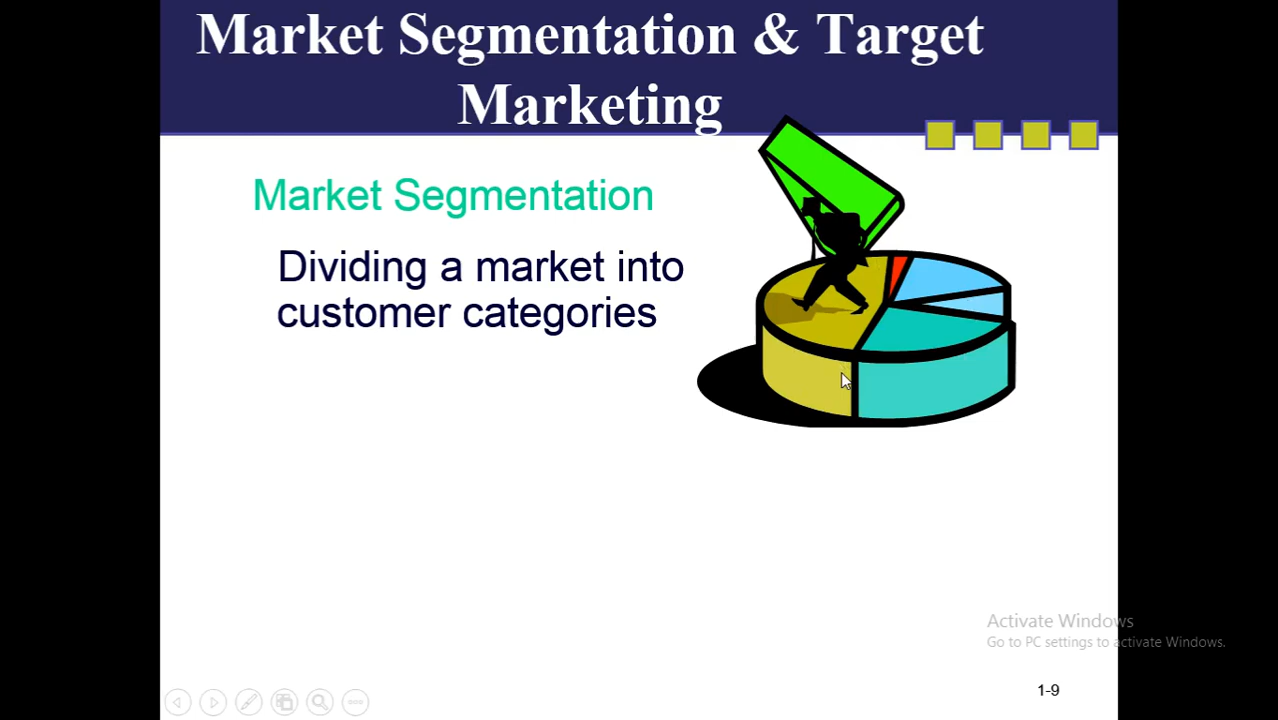 Market Segmentation & Target
Marketing
Market Segmentation
Dividing a market into
customer categories
Activate Windows
Go to PC settings to activate Windows.
1-9